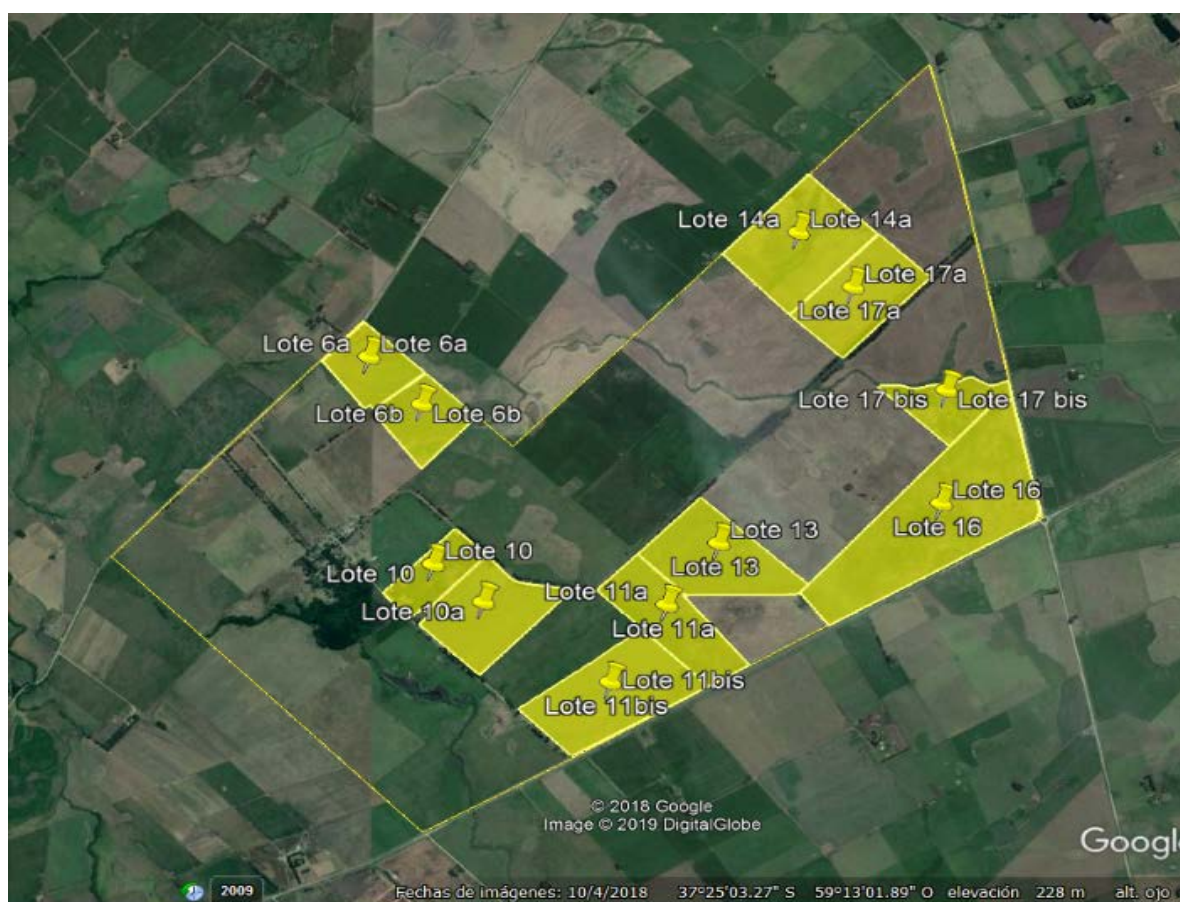 Lote 14a Lote 14a
Lote 17a
Lote 17a
Lote 6a Lote 6a
Lote 6b Lote 6b
Lote 17 bis Lote 17 bis
Lote 16
Lote 16
Lote 13
Lote 13
Lote 10
Lote 10
Lote 10a
Lote 11a
Lote 11a
Lote 11bis
Lote 11bis
© 2018 Google
Image © 2019 DigitalGlobe
Google
2009
Fechas de imágenes: 10/4/2018 37°25'03.27" S 59°13'01.89" O elevación 228 m alt. ojo